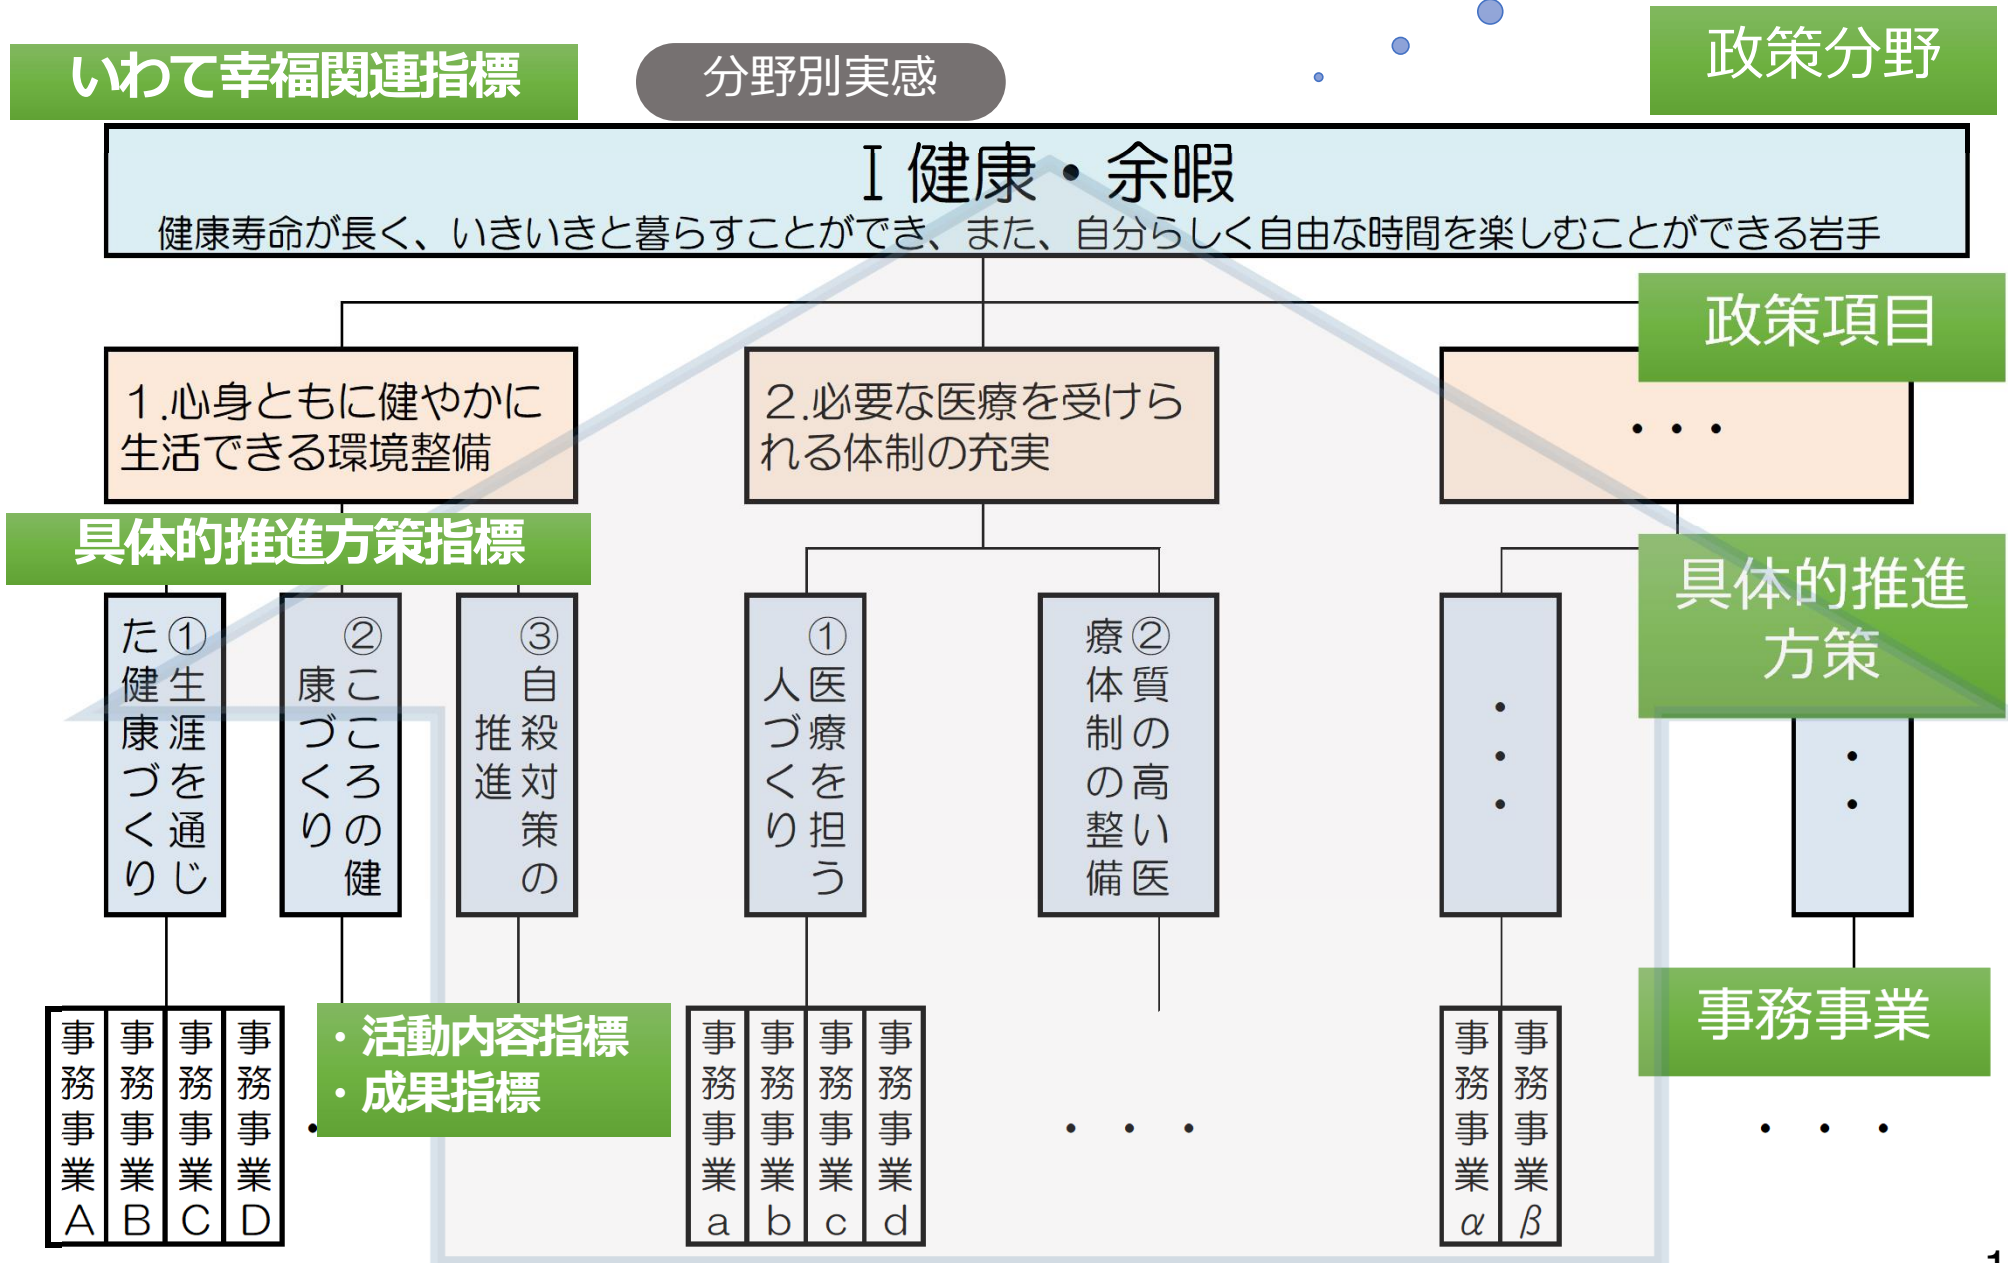 いわて幸福関連指標
分野別実感
政策分野
Ⅰ 健康・余暇
健康寿命が長く、いきいきと暮らすことができ、また、自分らしく自由な時間を楽しむことができる岩手
政策項目
１.心身ともに健やかに
生活できる環境整備
２.必要な医療を受けら
れる体制の充実
・・・
具体的推進方策指標
具体的推進
方策
①生涯を通じ
た健康づくり
②こころの健
康づくり
③自殺対策の
推進
①医療を担う
人づくり
②質の高い医
療体制の整備
・・・
・・
事務事業
・活動内容指標
・成果指標
事務事業A
事務事業B
事務事業C
事務事業D
・
事務事業a
事務事業b
事務事業c
事務事業d
・・・
事務事業α
事務事業β
・・・
1